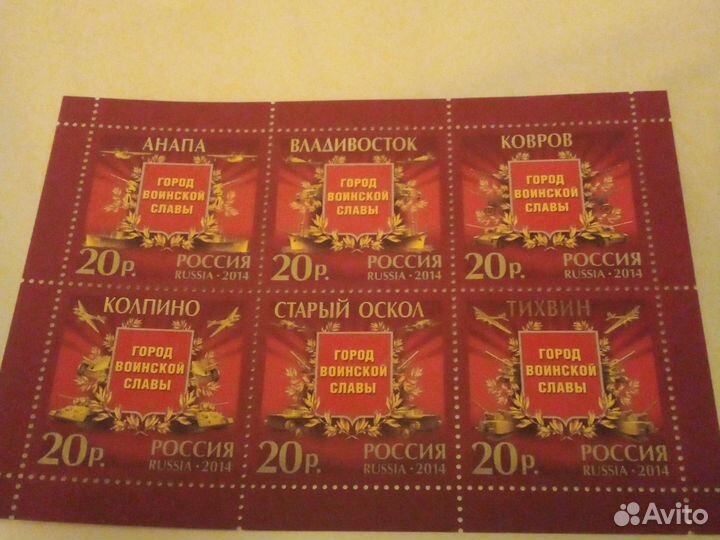 АНАПА
ГОРОД
ВОИНСКОЙ
СЛАВЫ
20р. РОССИЯ
RUSSIA · 2014
ВЛАДИВОСТОК
ГОРОД
ВОИНСКОЙ
СЛАВЫ
20р. РОССИЯ
RUSSIA · 2014
КОВРОВ
ГОРОД
ВОИНСКОЙ
СЛАВЫ
20р. РОССИЯ
RUSSIA · 2014
КОЛПИНО
ГОРОД
ВОИНСКОЙ
СЛАВЫ
20р. РОССИЯ
RUSSIA · 2014
СТАРЫЙ ОСКОЛ
ГОРОД
ВОИНСКОЙ
СЛАВЫ
20р. РОССИЯ
RUSSIA · 2014
ТИХВИН
ГОРОД
ВОИНСКОЙ
СЛАВЫ
20р. РОССИЯ
RUSSIA · 2014
Avito